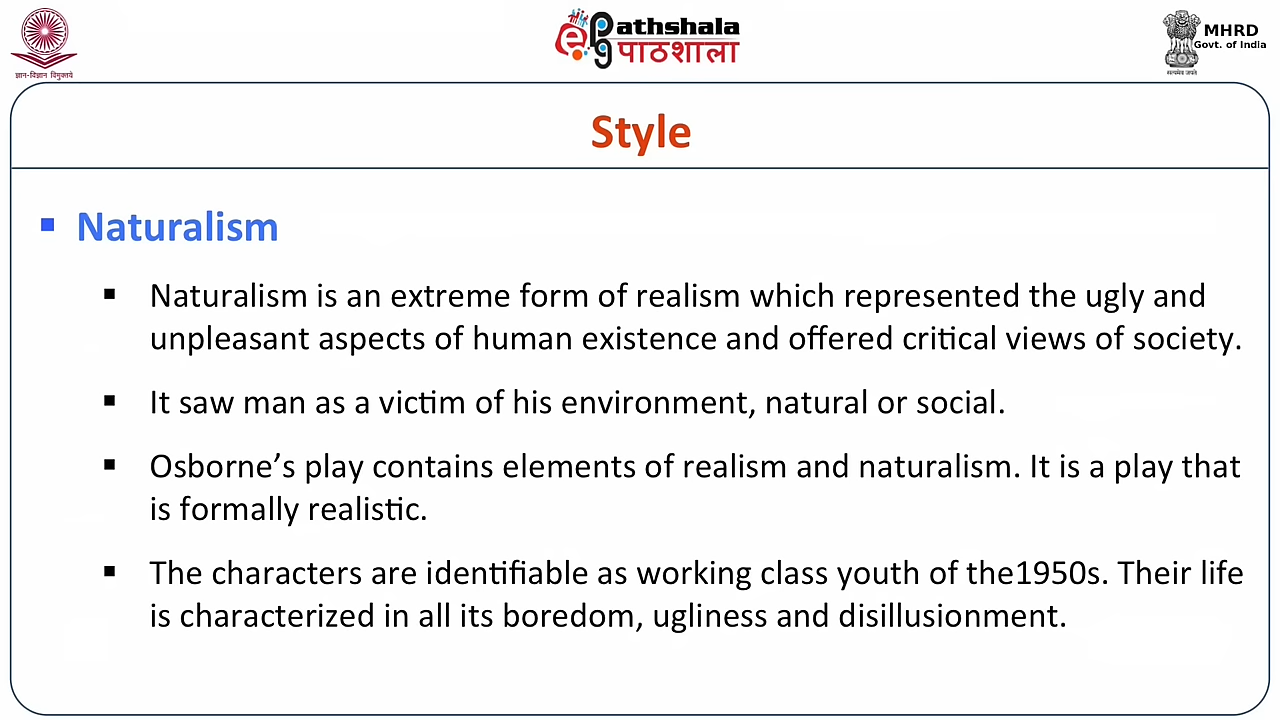 ज्ञान-विज्ञान विमुक्तये
ePathshala
पाठशाला
MHRD
Govt. of India
सत्यमेव जयते
Style
▪ Naturalism
▪ Naturalism is an extreme form of realism which represented the ugly and
unpleasant aspects of human existence and offered critical views of society.
▪ It saw man as a victim of his environment, natural or social.
▪ Osborne’s play contains elements of realism and naturalism. It is a play that
is formally realistic.
▪ The characters are identifiable as working class youth of the1950s. Their life
is characterized in all its boredom, ugliness and disillusionment.